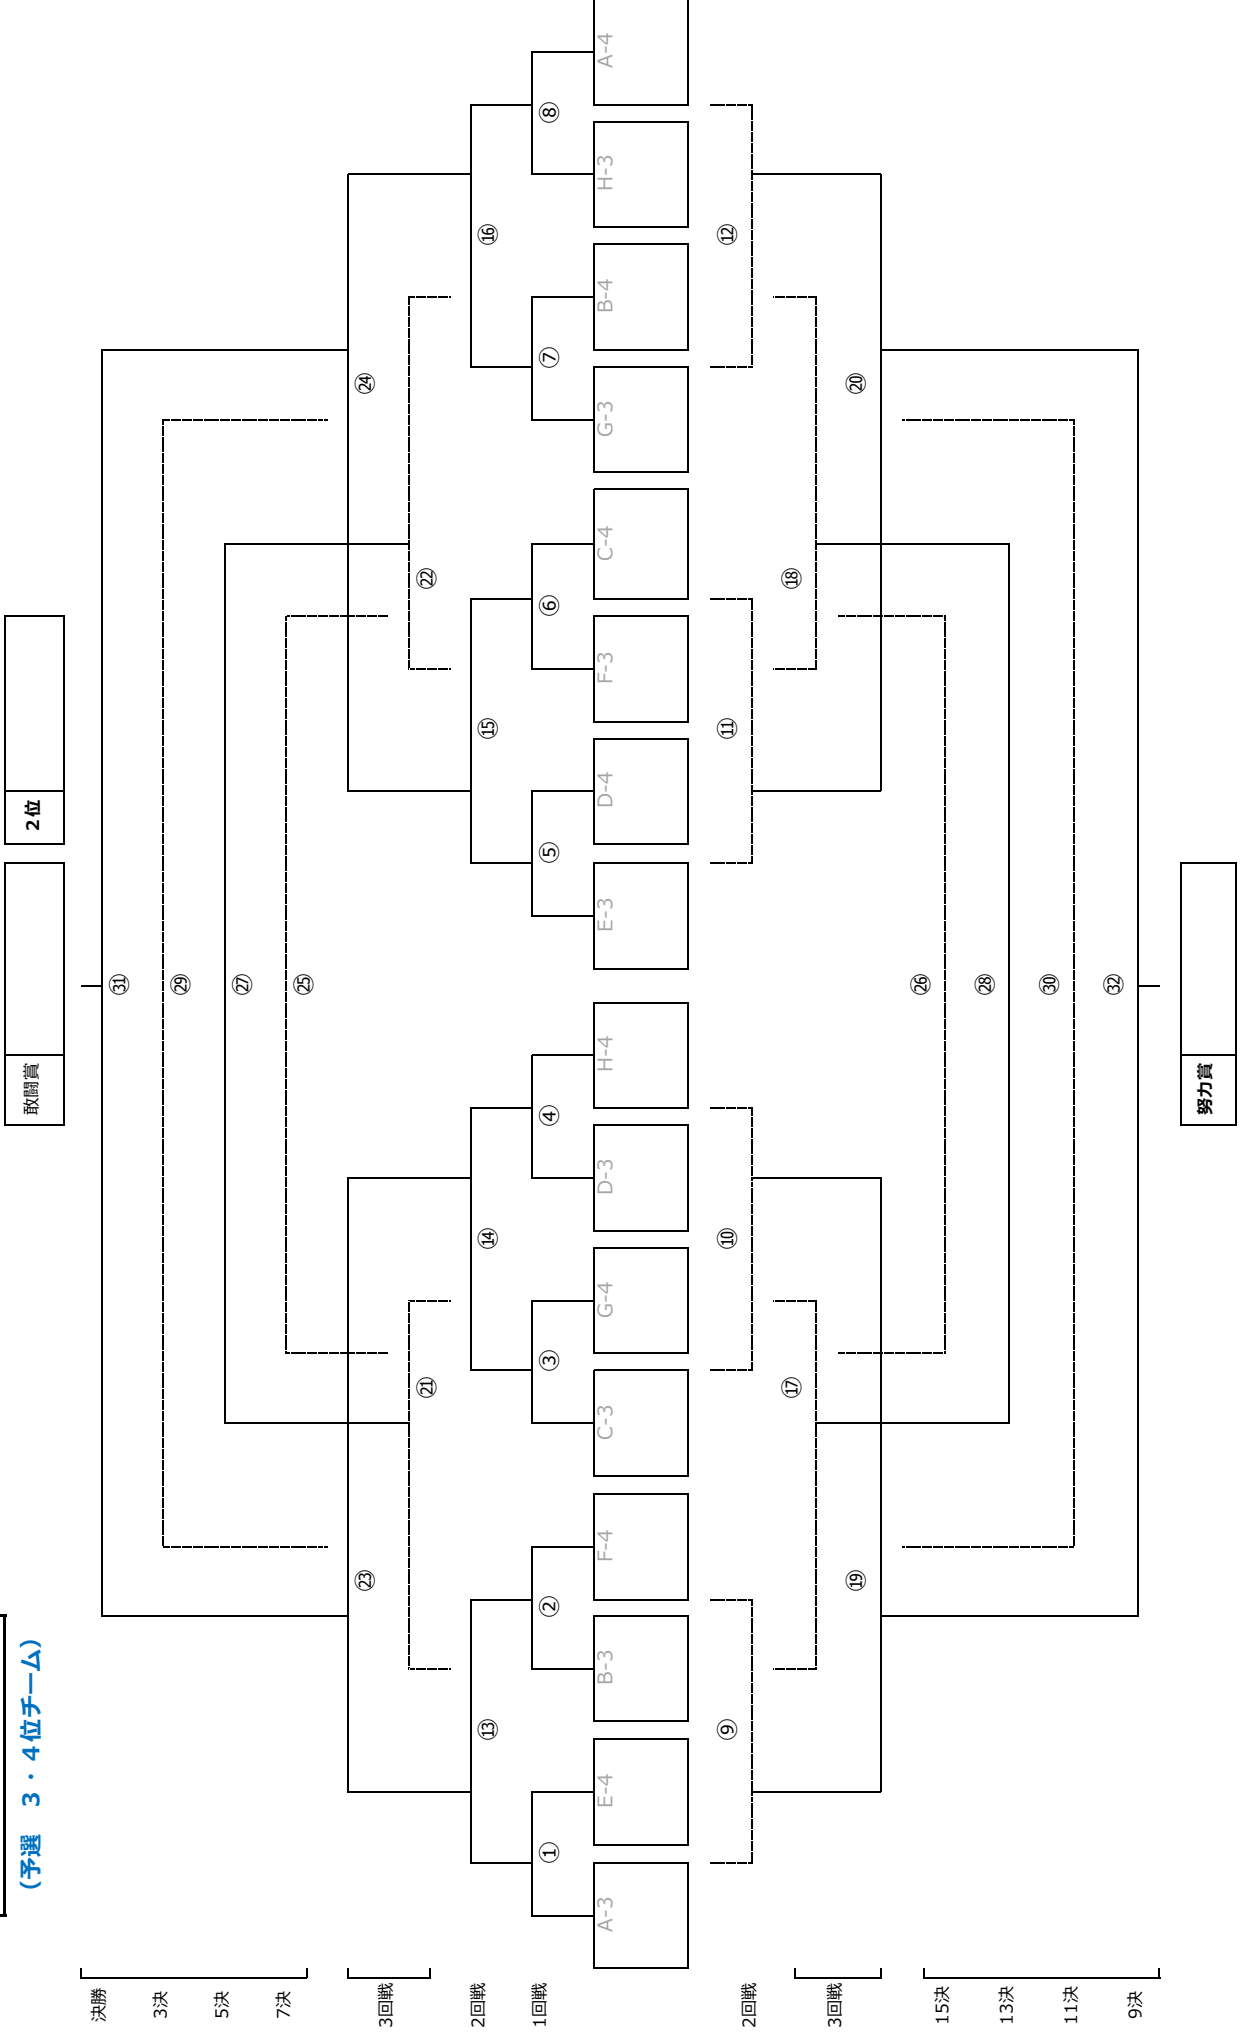 (予選　３・４位チーム)
敢闘賞
２位
決勝
㉛
3決
㉙
5決
㉗
7決
㉕
3回戦
㉓
㉔
㉑
㉒
2回戦
⑬
⑭
⑮
⑯
1回戦
①
②
③
④
⑤
⑥
⑦
⑧
A-3
E-4
B-3
F-4
C-3
G-4
D-3
H-4
E-3
D-4
F-3
C-4
G-3
B-4
H-3
A-4
2回戦
⑨
⑩
⑪
⑫
3回戦
⑰
⑱
⑲
⑳
15決
㉖
13決
㉘
11決
㉚
9決
㉜
努力賞